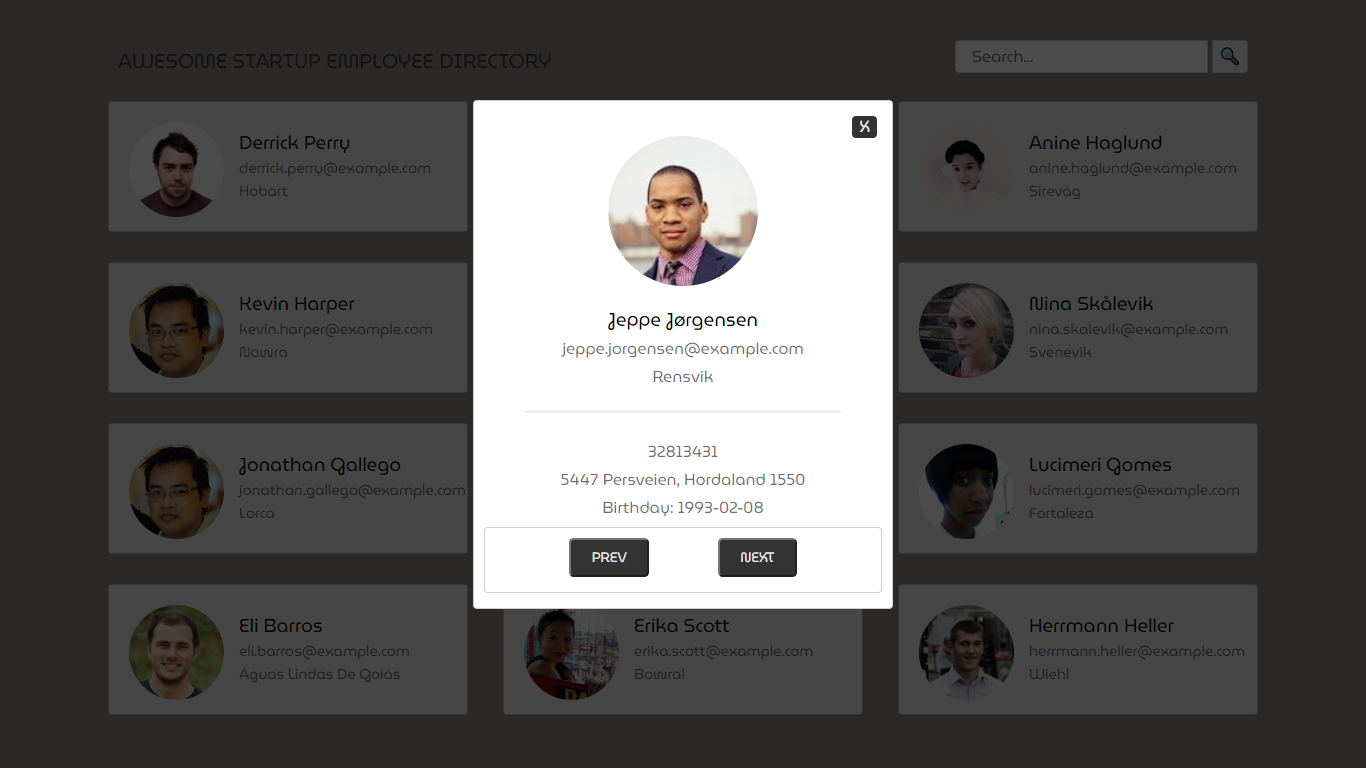 AWESOME STARTUP EMPLOYEE DIRECTORY
Search...
Derrick Perry
derrick.perry@example.com
Hobart
X
Jeppe Jørgensen
jeppe.jorgensen@example.com
Rensvik
32813431
5447 Persveien, Hordaland 1550
Birthday: 1993-02-08
PREV
NEXT
Anine Haglund
anine.haglund@example.com
Sirevåg
Kevin Harper
kevin.harper@example.com
Nowra
Nina Skålevik
nina.skalevik@example.com
Svenevik
Jonathan Gallego
jonathan.gallego@example.com
Lorca
Lucimeri Gomes
lucimeri.gomes@example.com
Fortaleza
Eli Barros
eli.barros@example.com
Águas Lindas De Goiás
Erika Scott
erika.scott@example.com
Bowral
Herrmann Heller
herrmann.heller@example.com
Wiehl